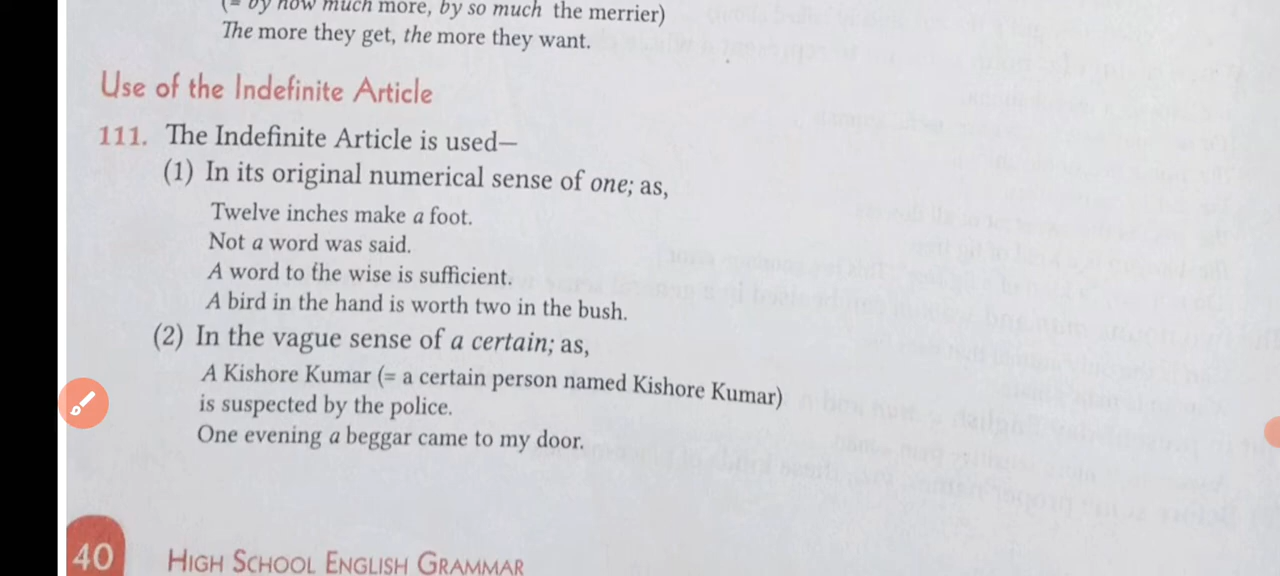 (= by how much more, by so much the merrier)
The more they get, the more they want.
Use of the Indefinite Article
111. The Indefinite Article is used—
(1) In its original numerical sense of one; as,
Twelve inches make a foot.
Not a word was said.
A word to the wise is sufficient.
A bird in the hand is worth two in the bush.
(2) In the vague sense of a certain; as,
A Kishore Kumar (= a certain person named Kishore Kumar)
is suspected by the police.
One evening a beggar came to my door.
40 HIGH SCHOOL ENGLISH GRAMMAR